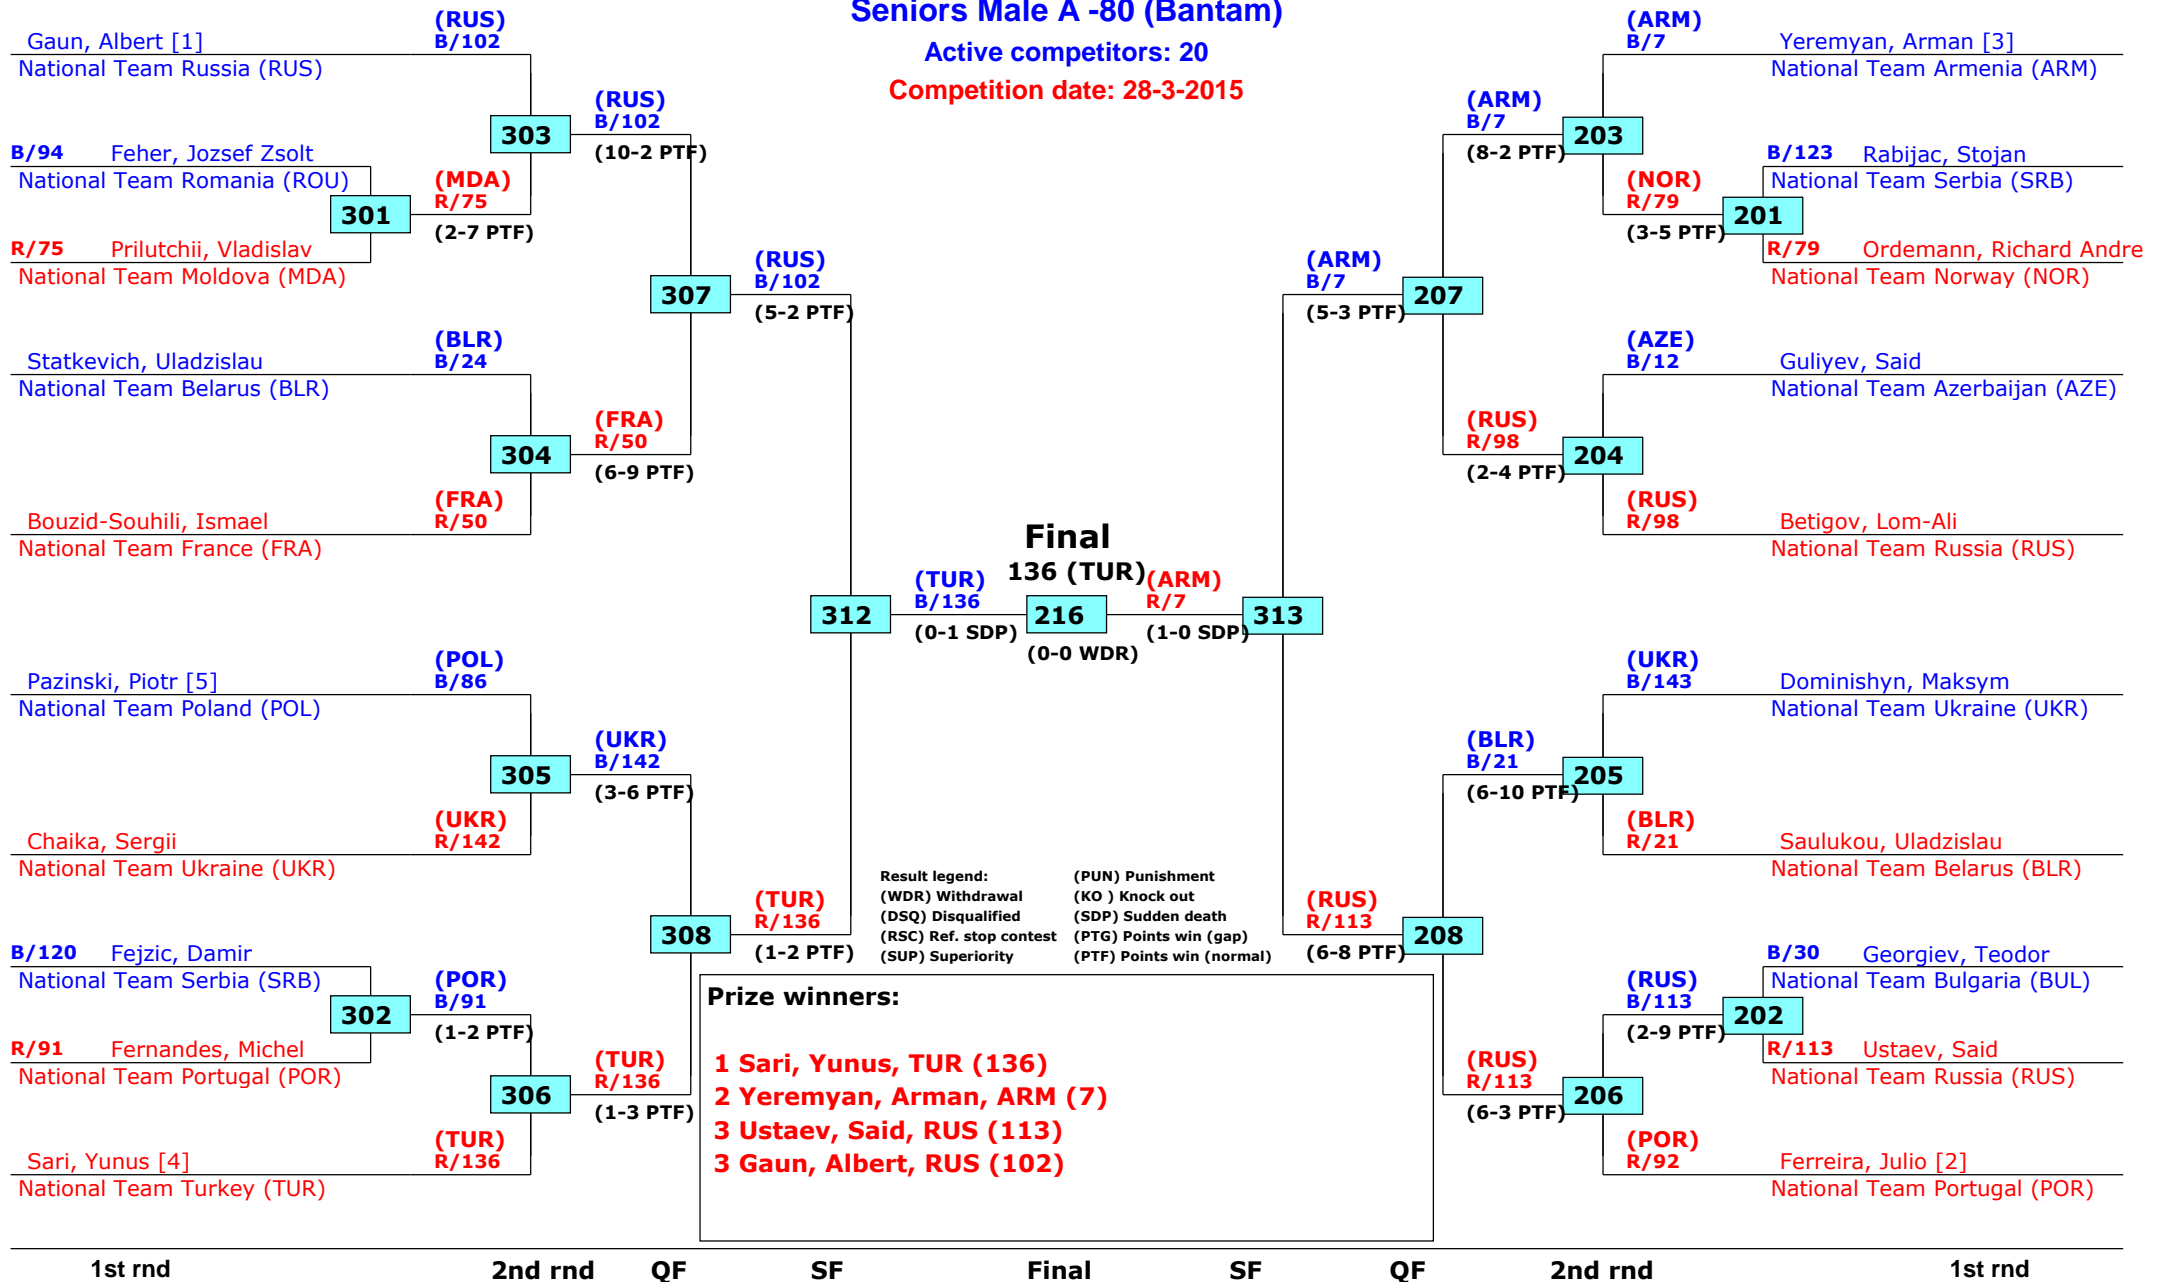 Seniors Male A -80 (Bantam)
Active competitors: 20
Competition date: 28-3-2015
Gaun, Albert [1]
National Team Russia (RUS)
(RUS)
B/102
B/94 Feher, Jozsef Zsolt
National Team Romania (ROU)
301
R/75 Prilutchii, Vladislav
National Team Moldova (MDA)
(MDA)
R/75
(2-7 PTF)
303
(RUS)
B/102
(10-2 PTF)
Statkevich, Uladzislau
National Team Belarus (BLR)
(BLR)
B/24
304
Bouzid-Souhili, Ismael
National Team France (FRA)
(FRA)
R/50
(FRA)
R/50
(6-9 PTF)
307
(RUS)
B/102
(5-2 PTF)
Pazinski, Piotr [5]
National Team Poland (POL)
(POL)
B/86
305
Chaika, Sergii
National Team Ukraine (UKR)
(UKR)
R/142
(UKR)
B/142
(3-6 PTF)
B/120 Fejzic, Damir
National Team Serbia (SRB)
302
R/91 Fernandes, Michel
National Team Portugal (POR)
(POR)
B/91
(1-2 PTF)
306
Sari, Yunus [4]
National Team Turkey (TUR)
(TUR)
R/136
(TUR)
R/136
(1-3 PTF)
308
(TUR)
R/136
(1-2 PTF)
312
(TUR)
B/136
(0-1 SDP)
Final
136 (TUR)
216
(0-0 WDR)
(ARM)
R/7
(1-0 SDP)
313
(ARM)
B/7
(5-3 PTF)
207
(ARM)
B/7
(8-2 PTF)
203
(ARM)
B/7
Yeremyan, Arman [3]
National Team Armenia (ARM)
(NOR)
R/79
(3-5 PTF)
201
B/123 Rabijac, Stojan
National Team Serbia (SRB)
R/79 Ordemann, Richard Andre
National Team Norway (NOR)
(RUS)
R/98
(2-4 PTF)
204
(AZE)
B/12
Guliyev, Said
National Team Azerbaijan (AZE)
(RUS)
R/98
Betigov, Lom-Ali
National Team Russia (RUS)
(RUS)
R/113
(6-8 PTF)
208
(BLR)
B/21
(6-10 PTF)
205
(UKR)
B/143
Dominishyn, Maksym
National Team Ukraine (UKR)
(BLR)
R/21
Saulukou, Uladzislau
National Team Belarus (BLR)
(RUS)
R/113
(6-3 PTF)
206
(RUS)
B/113
(2-9 PTF)
202
B/30 Georgiev, Teodor
National Team Bulgaria (BUL)
R/113 Ustaev, Said
National Team Russia (RUS)
(POR)
R/92
Ferreira, Julio [2]
National Team Portugal (POR)
Result legend: (PUN) Punishment
(WDR) Withdrawal (KO ) Knock out
(DSQ) Disqualified (SDP) Sudden death
(RSC) Ref. stop contest (PTG) Points win (gap)
(SUP) Superiority (PTF) Points win (normal)
Prize winners:
1 Sari, Yunus, TUR (136)
2 Yeremyan, Arman, ARM (7)
3 Ustaev, Said, RUS (113)
3 Gaun, Albert, RUS (102)
1st rnd 2nd rnd QF SF Final SF QF 2nd rnd 1st rnd